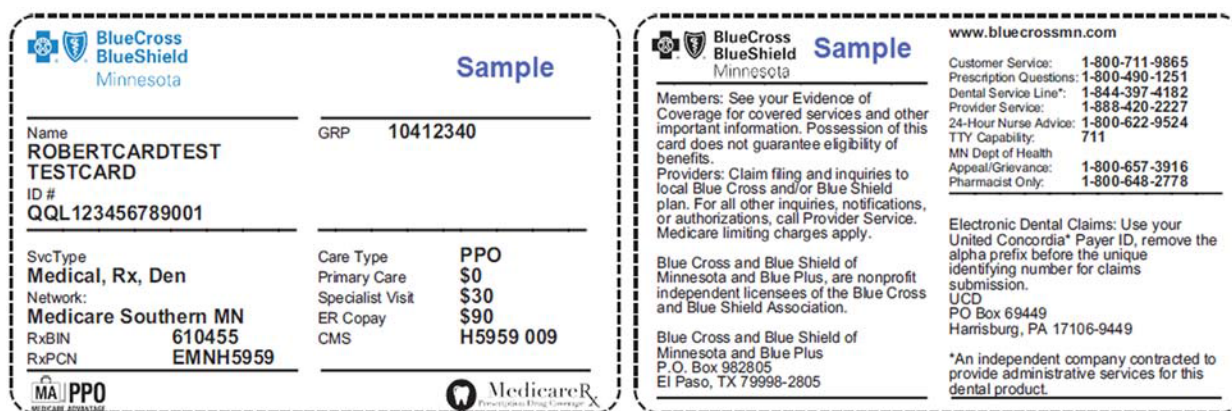 BlueCross
BlueShield
Minnesota
Sample
Name
ROBERTCARDTEST
TESTCARD
ID #
QQL123456789001
GRP 10412340
SvcType
Medical, Rx, Den
Network:
Medicare Southern MN
RxBIN 610455
RxPCN EMNH5959
Care Type PPO
Primary Care $0
Specialist Visit $30
ER Copay $90
CMS H5959 009
MA PPO
MEDICARE ADVANTAGE
MedicareRx
Prescription Drug Coverage
BlueCross
BlueShield
Minnesota
Sample
Members: See your Evidence of
Coverage for covered services and other
important information. Possession of this
card does not guarantee eligibility of
benefits.
Providers: Claim filing and inquiries to
local Blue Cross and/or Blue Shield
plan. For all other inquiries, notifications,
or authorizations, call Provider Service.
Medicare limiting charges apply.
Blue Cross and Blue Shield of
Minnesota and Blue Plus, are nonprofit
independent licensees of the Blue Cross
and Blue Shield Association.
Blue Cross and Blue Shield of
Minnesota and Blue Plus
P.O. Box 982805
El Paso, TX 79998-2805
www.bluecrossmn.com
Customer Service: 1-800-711-9865
Prescription Questions: 1-800-490-1251
Dental Service Line*: 1-844-397-4182
Provider Service: 1-888-420-2227
24-Hour Nurse Advice: 1-800-622-9524
TTY Capability: 711
MN Dept of Health
Appeal/Grievance: 1-800-657-3916
Pharmacist Only: 1-800-648-2778
Electronic Dental Claims: Use your
United Concordia* Payer ID, remove the
alpha prefix before the unique
identifying number for claims
submission.
UCD
PO Box 69449
Harrisburg, PA 17106-9449
*An independent company contracted to
provide administrative services for this
dental product.